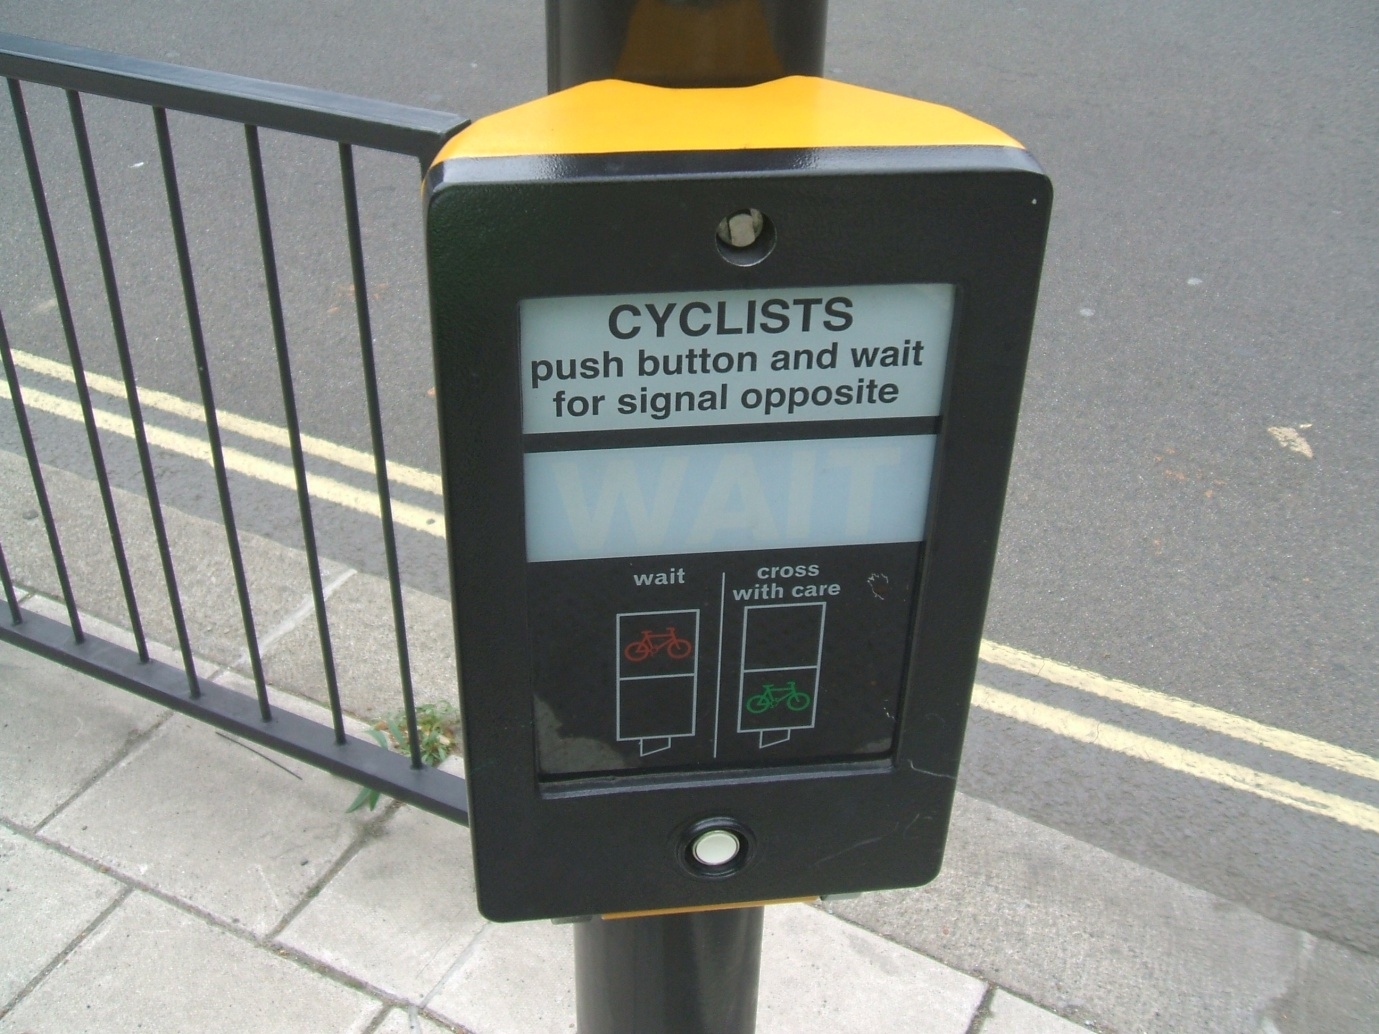 CYCLISTS
push button and wait
for signal opposite
WAIT
wait
cross
with care